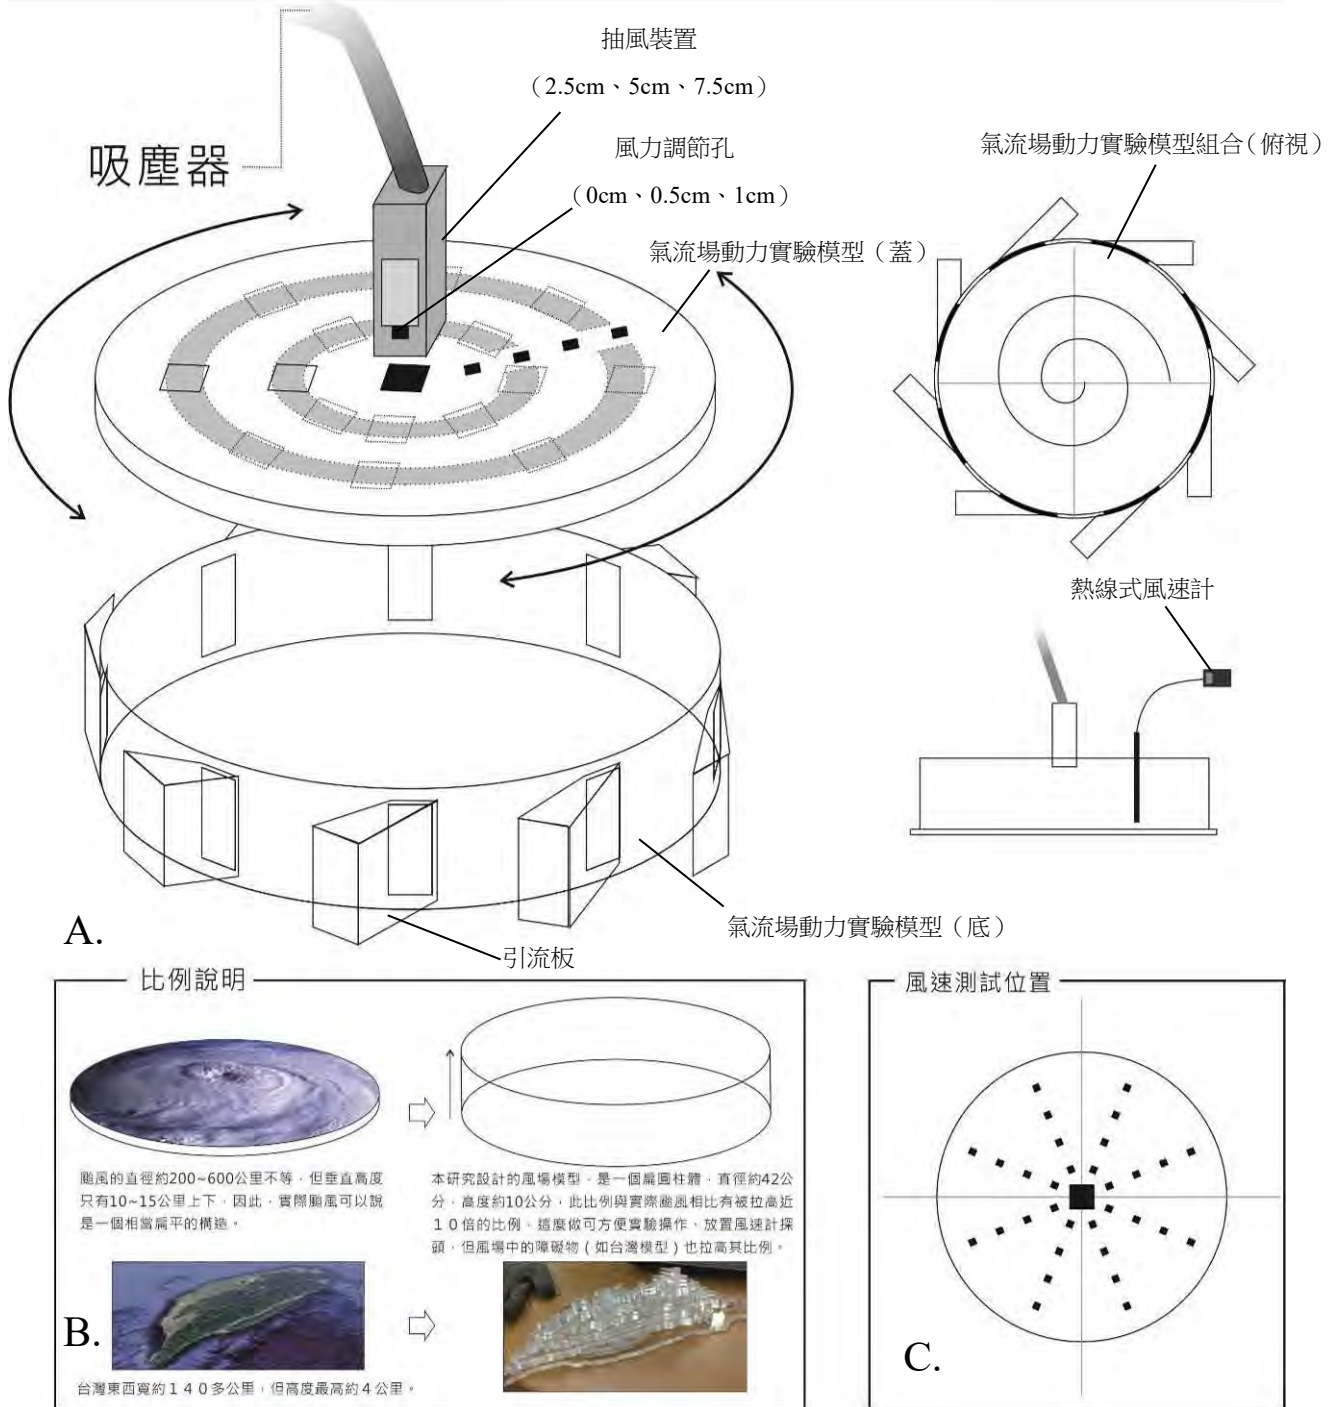 抽風裝置
（2.5cm、5cm、7.5cm）
吸塵器
風力調節孔
（0cm、0.5cm、1cm）
氣流場動力實驗模型（蓋）
氣流場動力實驗模型組合（俯視）
熱線式風速計
A.
氣流場動力實驗模型（底）
引流板
比例說明
颱風的直徑約200~600公里不等，但垂直高度
只有10~15公里上下，因此，實際颱風可以說
是一個相當扁平的構造。
本研究設計的風場模型，是一個扁圓柱體，直徑約42公
分，高度約10公分，此比例與實際颱風相比有被拉高近
１０倍的比例，這麼做可方便實驗操作、放置風速計探
頭，但風場中的障礙物（如台灣模型）也拉高其比例。
B.
台灣東西寬約１４０多公里，但高度最高約４公里。
風速測試位置
C.